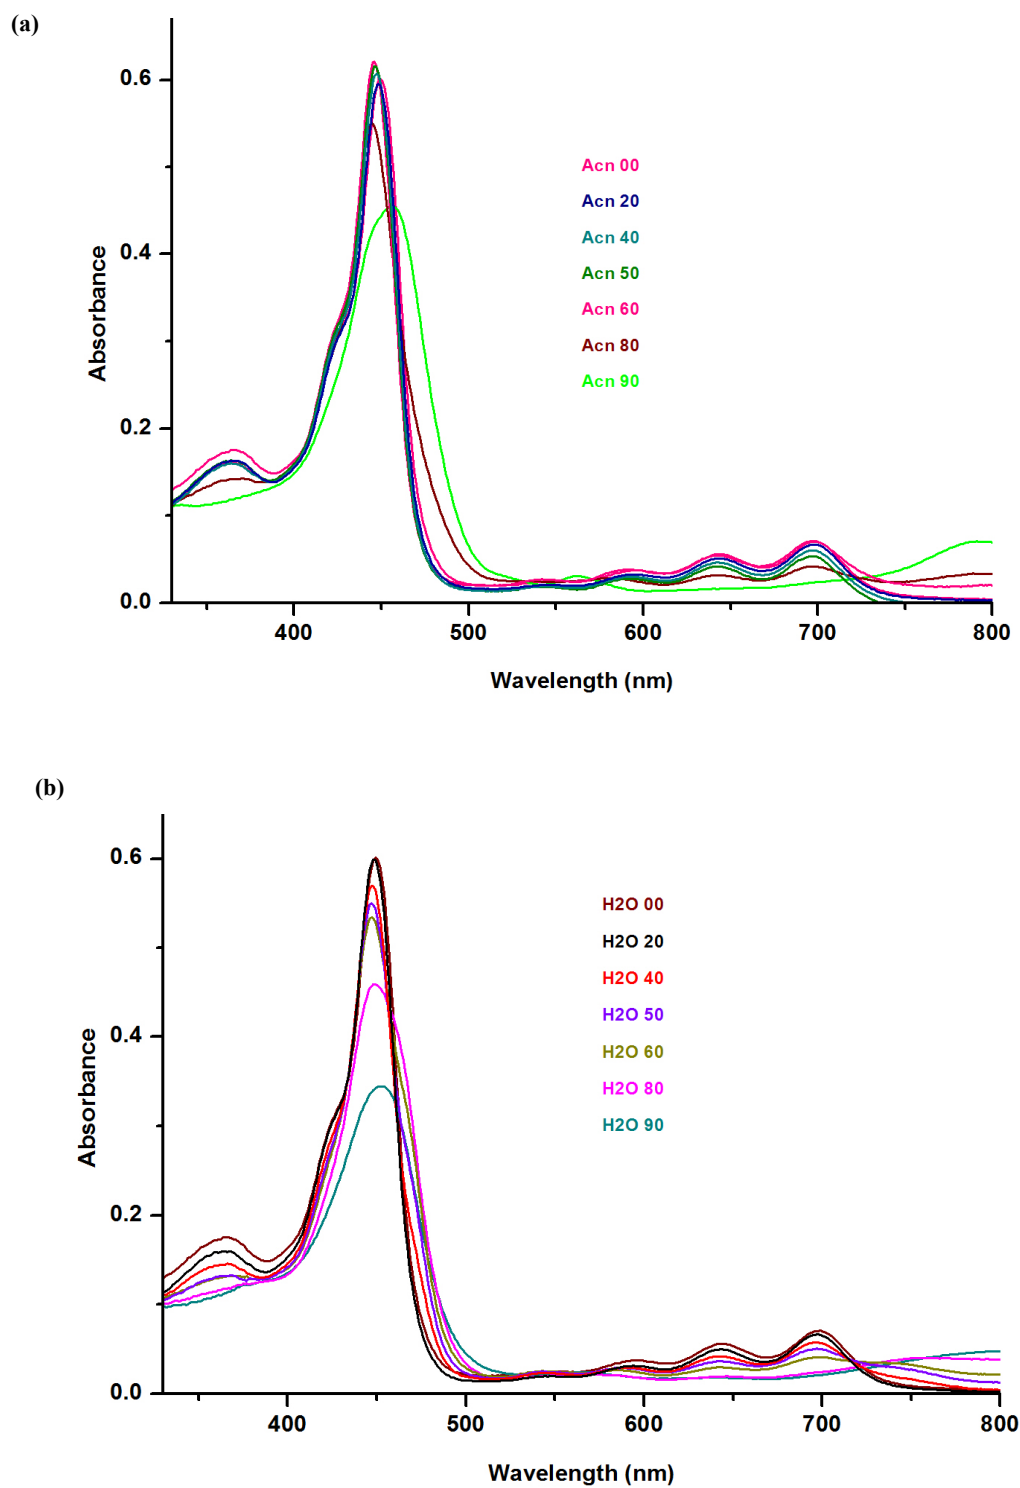 (a)
0.6
Acn 00
Acn 20
Acn 40
Acn 50
Acn 60
Acn 80
Acn 90
0.4
0.2
0.0
Absorbance
400
500
600
700
800
Wavelength (nm)
(b)
0.6
H2O 00
H2O 20
H2O 40
H2O 50
H2O 60
H2O 80
H2O 90
0.4
0.2
0.0
Absorbance
400
500
600
700
800
Wavelength (nm)